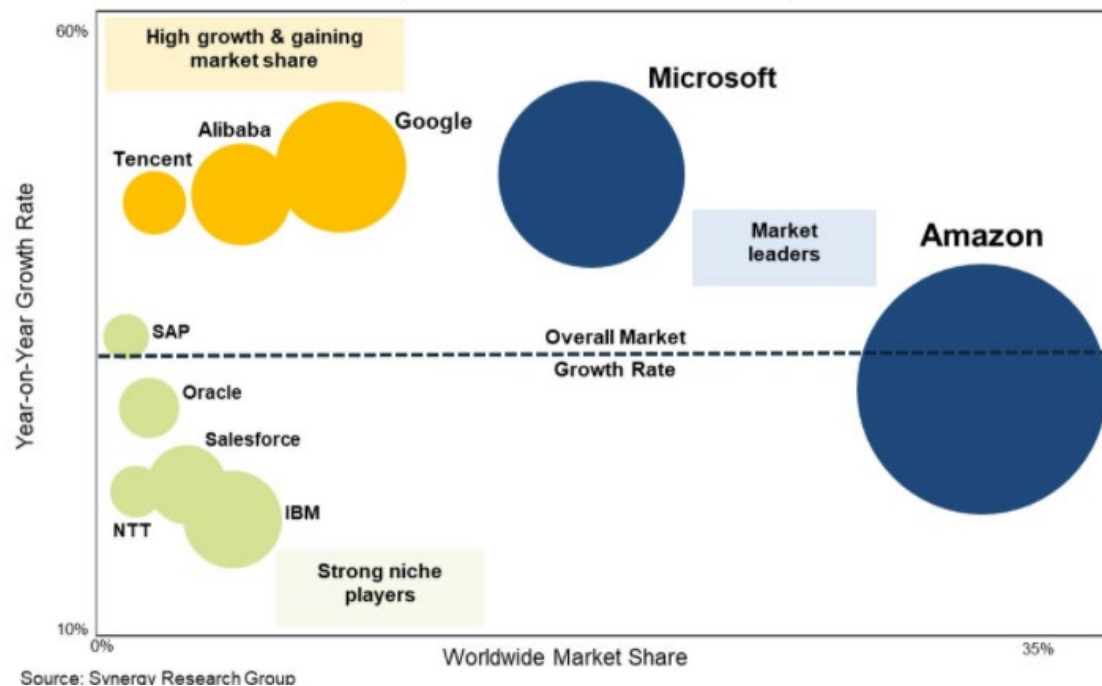 60%
High growth & gaining
market share
Microsoft
Google
Alibaba
Tencent
Year-on-Year Growth Rate
Market
leaders
Amazon
SAP
Overall Market
Growth Rate
Oracle
Salesforce
IBM
NTT
Strong niche
players
10%
0%
Worldwide Market Share
35%
Source: Synergy Research Group